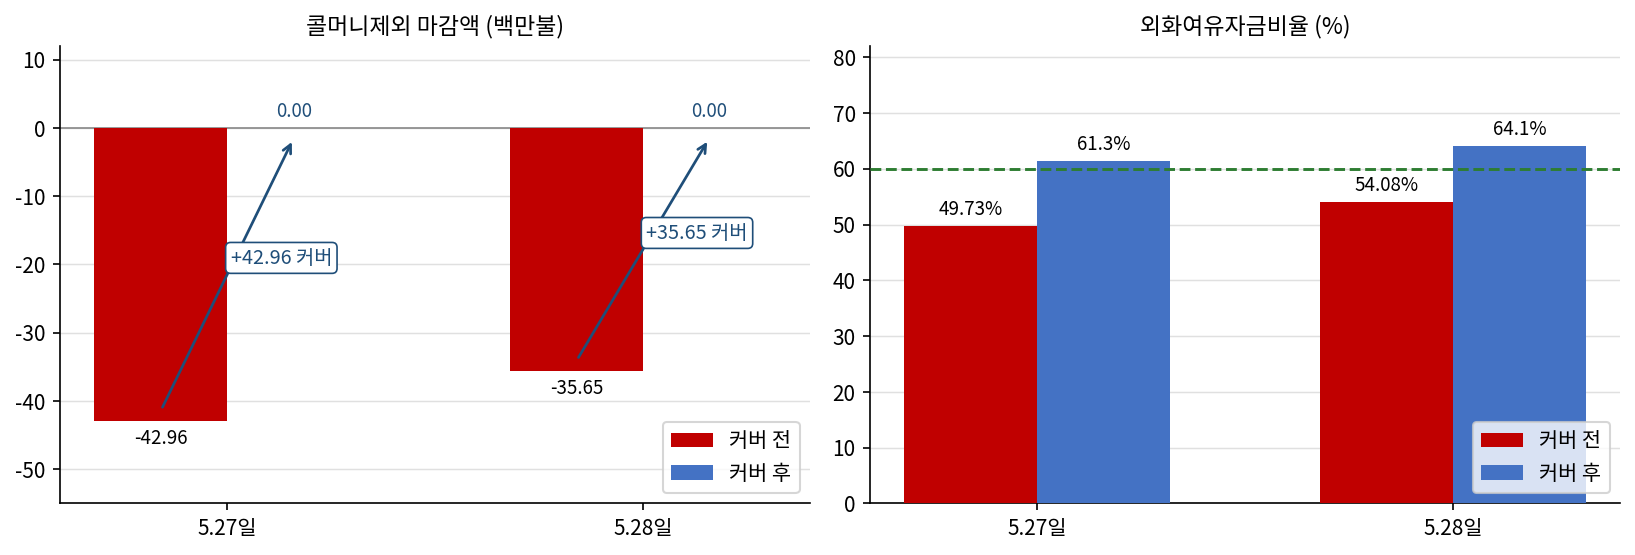 콜머니제외 마감액 (백만불)
10
0
-10
-20
-30
-40
-50
0.00
0.00
+42.96 커버
+35.65 커버
-42.96
-35.65
커버 전
커버 후
5.27일
5.28일
외화여유자금비율 (%)
80
70
60
50
40
30
20
10
0
49.73%
61.3%
54.08%
64.1%
커버 전
커버 후
5.27일
5.28일